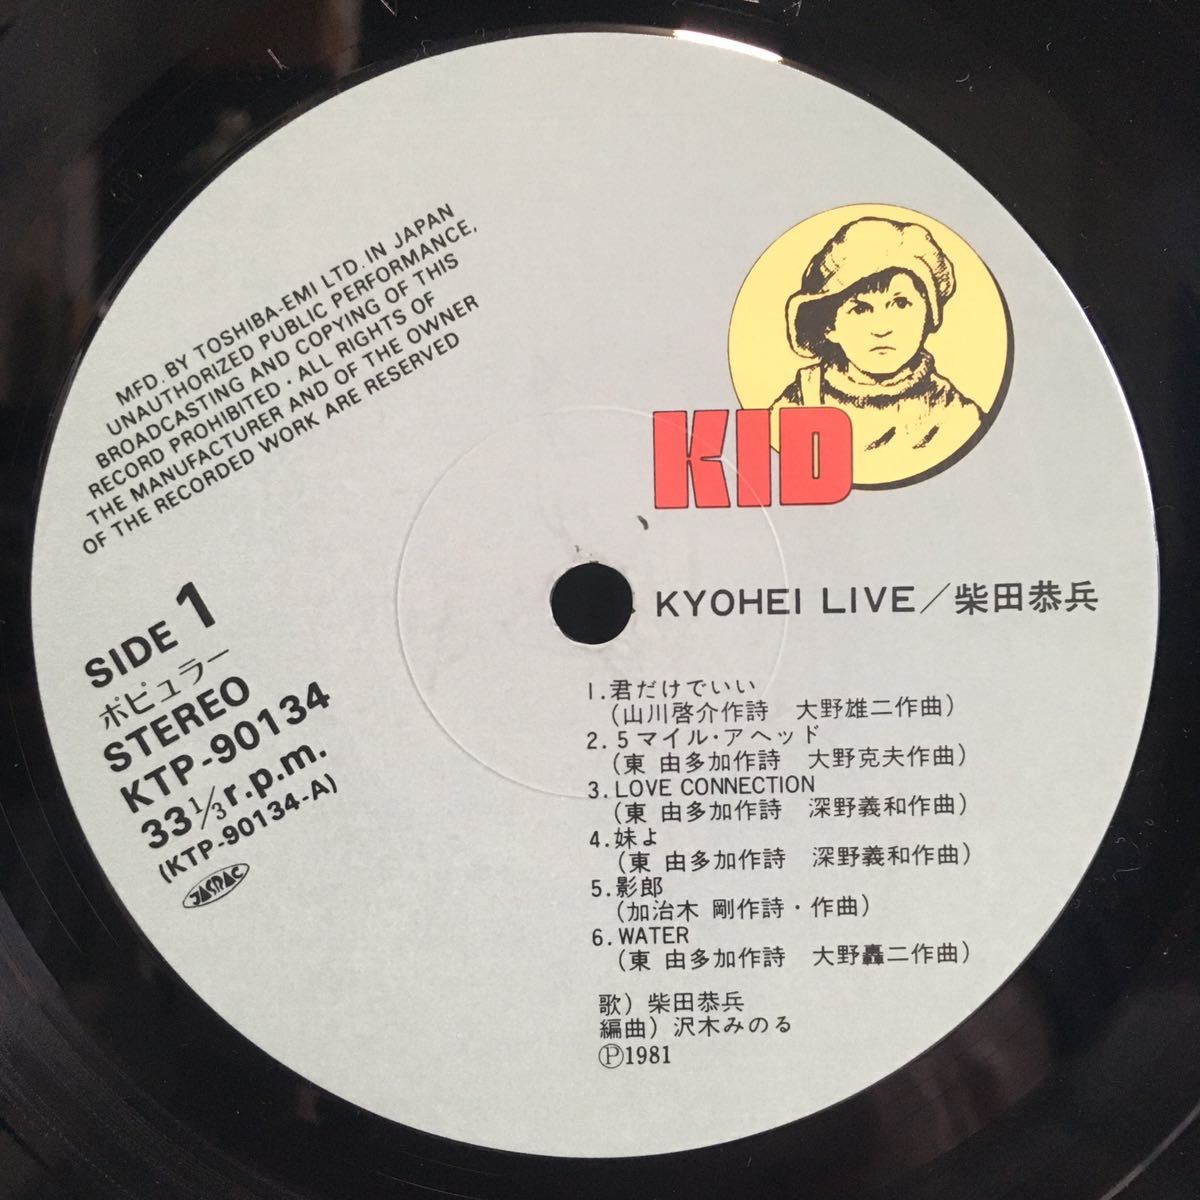 MFD. BY TOSHIBA-EMI LTD. IN JAPAN
UNAUTHORIZED PUBLIC PERFORMANCE,
BROADCASTING AND COPYING OF THIS
RECORD PROHIBITED · ALL RIGHTS OF
THE MANUFACTURER AND OF THE OWNER
OF THE RECORDED WORK ARE RESERVED
KID
SIDE 1
ポピュラー
STEREO
KTP-90134
33 1/3 r.p.m.
(KTP-90134-A)
JASRAC
KYOHEI LIVE／柴田恭兵
1.君だけでいい
(山川啓介作詩 大野雄二作曲)
2.5マイル・アヘッド
(東 由多加作詩 大野克夫作曲)
3.LOVE CONNECTION
(東 由多加作詩 深野義和作曲)
4.妹よ
(東 由多加作詩 深野義和作曲)
5.影郎
(加治木 剛作詩・作曲)
6.WATER
(東 由多加作詩 大野轟二作曲)
歌）柴田恭兵
編曲）沢木みのる
Ⓟ1981